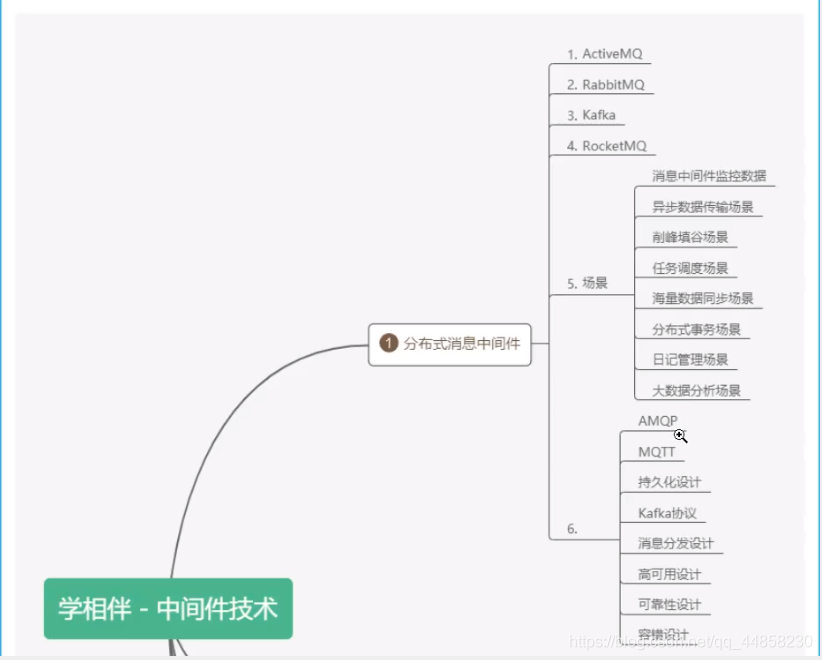 1. ActiveMQ
2. RabbitMQ
3. Kafka
4. RocketMQ
5. 场景
消息中间件监控数据
异步数据传输场景
削峰填谷场景
任务调度场景
海量数据同步场景
分布式事务场景
日记管理场景
大数据分析场景
1 分布式消息中间件
6.
AMQP
MQTT
持久化设计
Kafka协议
消息分发设计
高可用设计
可靠性设计
容错设计
学相伴 - 中间件技术
https://blog.csdn.net/qq_44858230